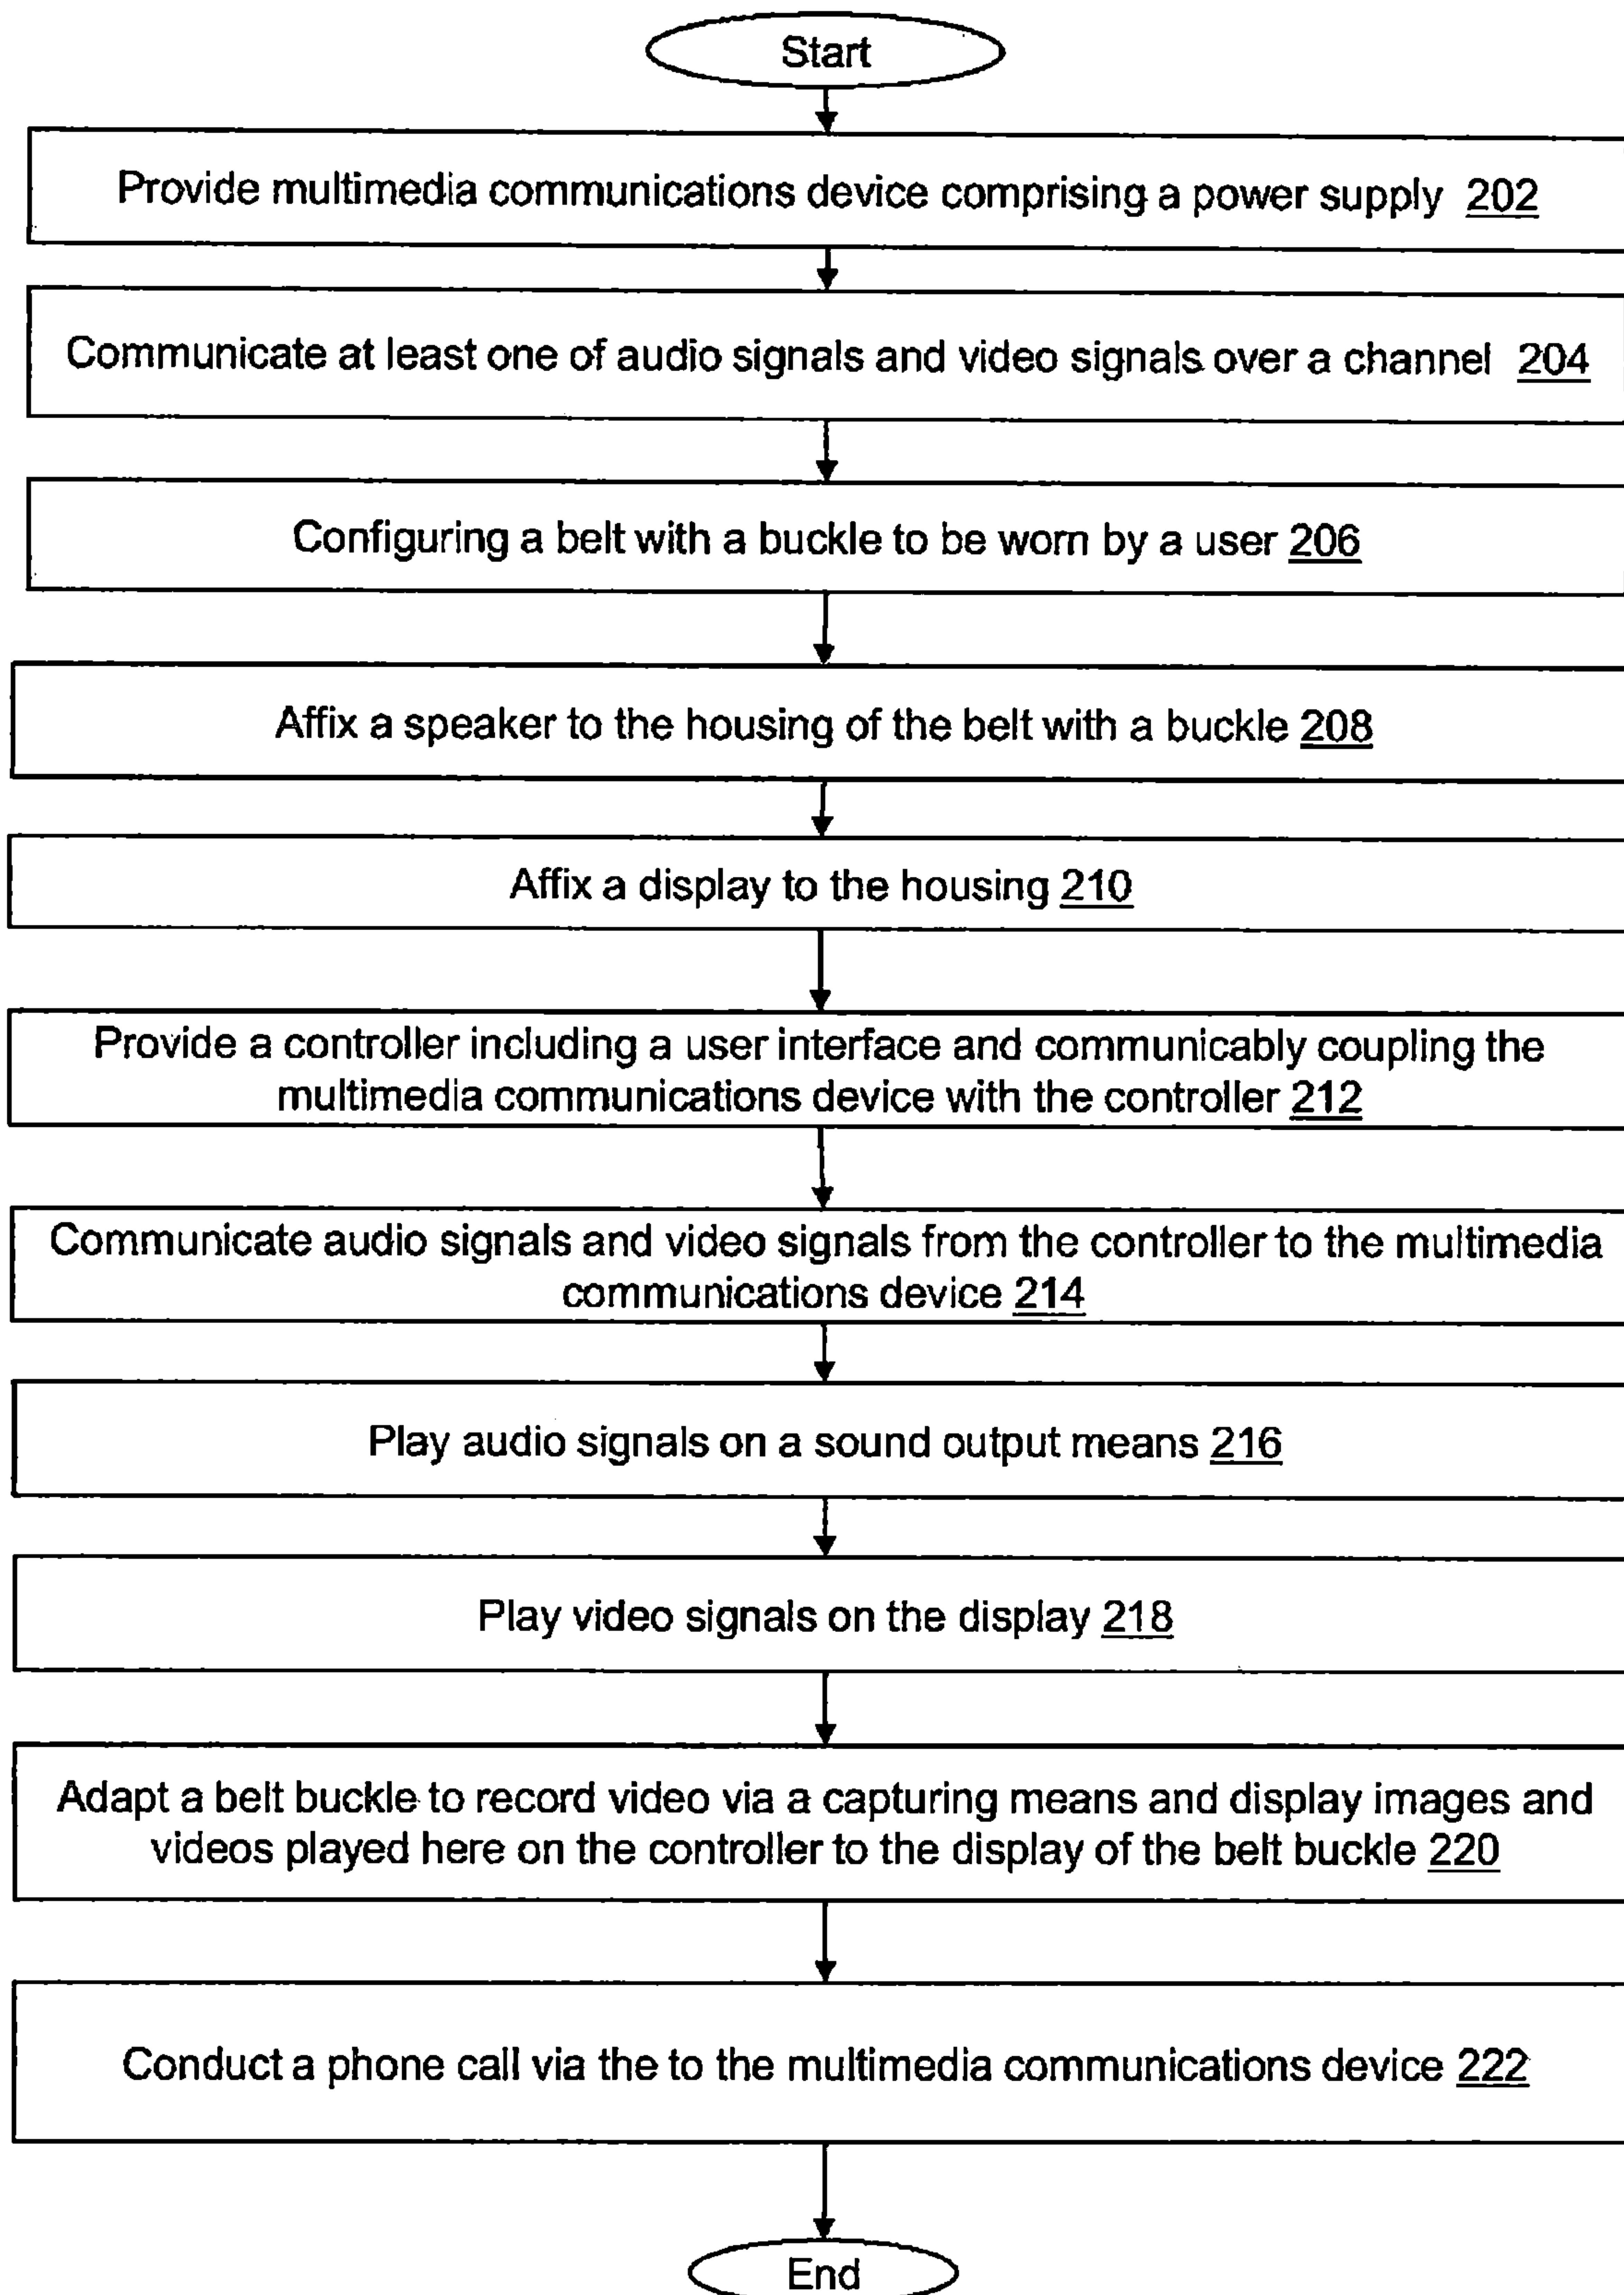 Start
Provide multimedia communications device comprising a power supply 202
Communicate at least one of audio signals and video signals over a channel 204
Configuring a belt with a buckle to be worn by a user 206
Affix a speaker to the housing of the belt with a buckle 208
Affix a display to the housing 210
Provide a controller including a user interface and communicably coupling the
multimedia communications device with the controller 212
Communicate audio signals and video signals from the controller to the multimedia
communications device 214
Play audio signals on a sound output means 216
Play video signals on the display 218
Adapt a belt buckle to record video via a capturing means and display images and
videos played here on the controller to the display of the belt buckle 220
Conduct a phone call via the to the multimedia communications device 222
End